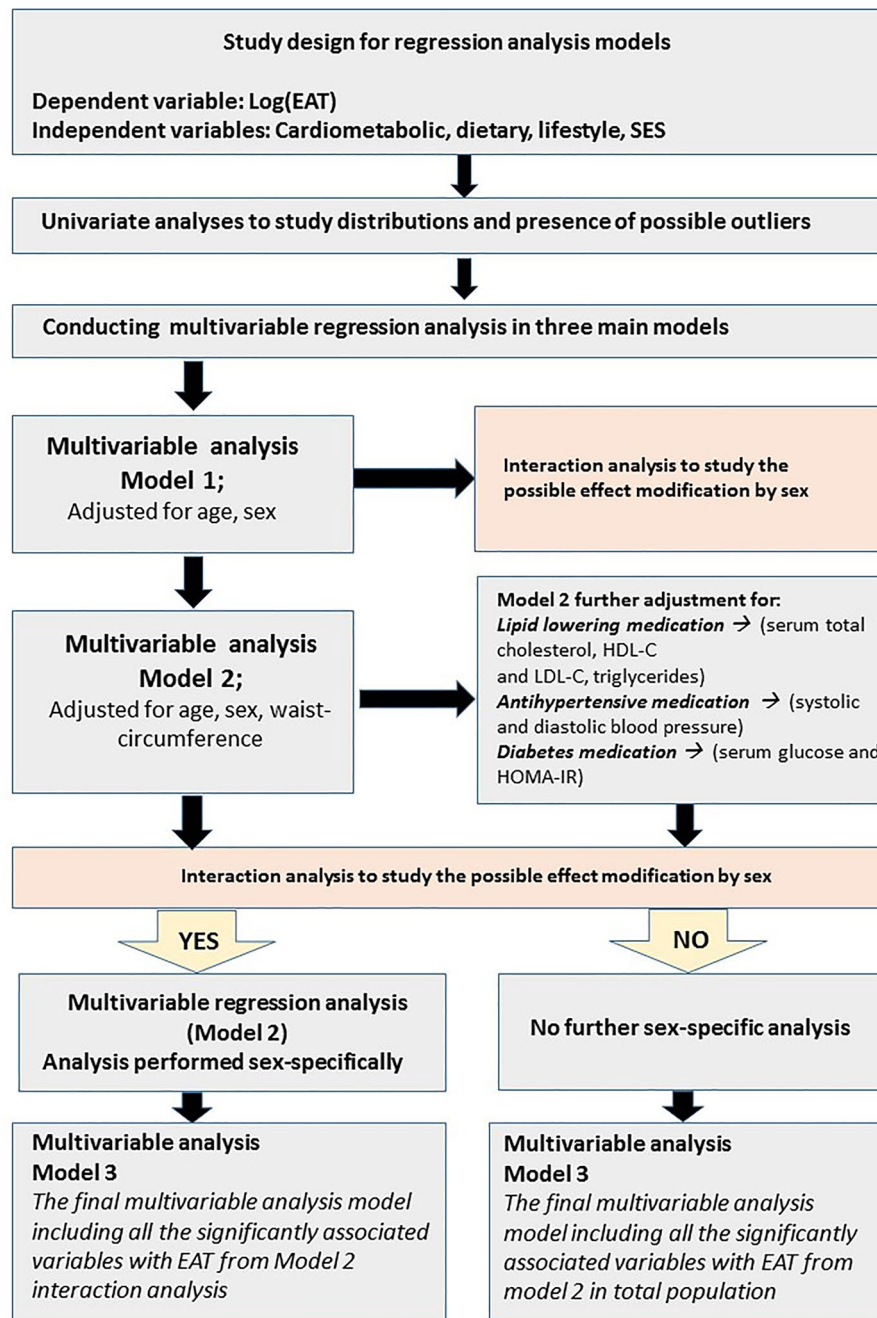 Study design for regression analysis models
Dependent variable: Log(EAT)
Independent variables: Cardiometabolic, dietary, lifestyle, SES
Univariate analyses to study distributions and presence of possible outliers
Conducting multivariable regression analysis in three main models
Multivariable analysis
Model 1;
Adjusted for age, sex
Interaction analysis to study the
possible effect modification by sex
Multivariable analysis
Model 2;
Adjusted for age, sex, waist-
circumference
Model 2 further adjustment for:
Lipid lowering medication → (serum total
cholesterol, HDL-C
and LDL-C, triglycerides)
Antihypertensive medication → (systolic
and diastolic blood pressure)
Diabetes medication → (serum glucose and
HOMA-IR)
Interaction analysis to study the possible effect modification by sex
YES
NO
Multivariable regression analysis
(Model 2)
Analysis performed sex-specifically
No further sex-specific analysis
Multivariable analysis
Model 3
The final multivariable analysis model
including all the significantly associated
variables with EAT from Model 2
interaction analysis
Multivariable analysis
Model 3
The final multivariable analysis
model including all the significantly
associated variables with EAT from
model 2 in total population